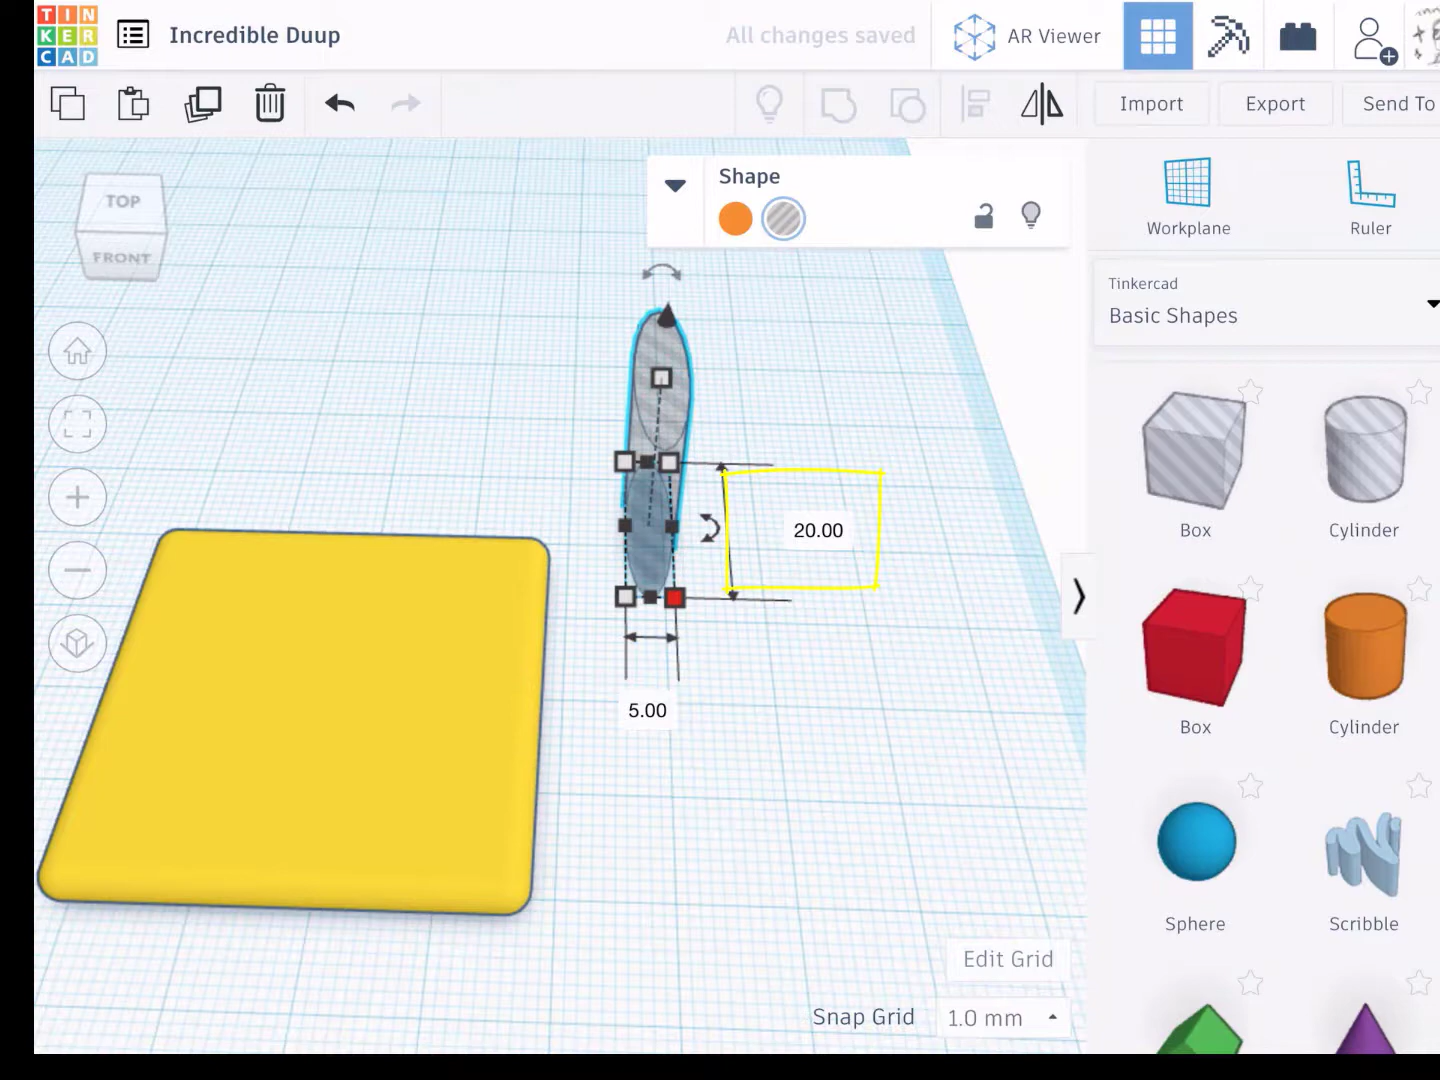 TIN
KER
CAD
Incredible Duup
All changes saved
AR Viewer
Import
Export
Send To
Shape
TOP
FRONT
Workplane
Ruler
Tinkercad
Basic Shapes
20.00
5.00
Box
Cylinder
Box
Cylinder
Sphere
Scribble
Edit Grid
Snap Grid
1.0 mm